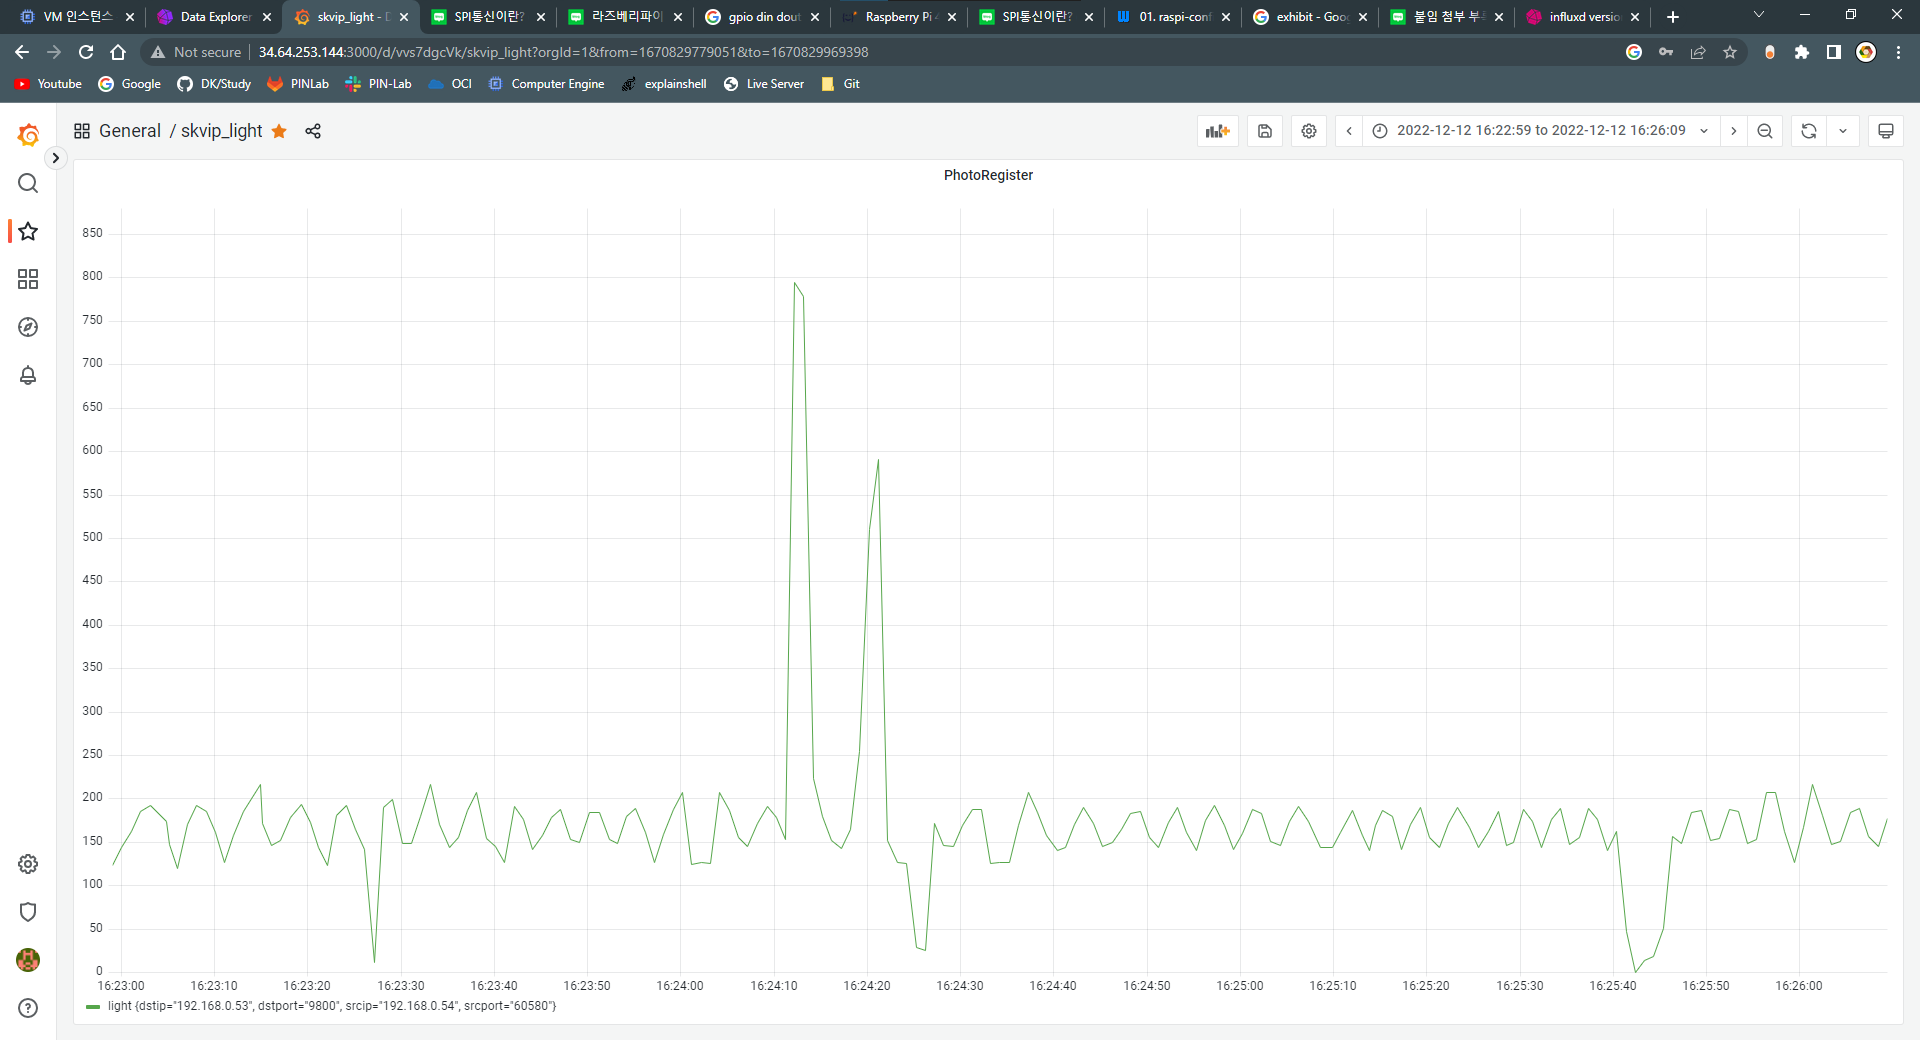 VM 인스턴스
Data Explorer
skvip_light - D
SPI통신이란?
라즈베리파이
gpio din dout
Raspberry Pi 4
SPI통신이란?
01. raspi-conf
exhibit - Goog
붙임 첨부 부
influxd versio
Not secure
34.64.253.144:3000/d/vvs7dgcVk/skvip_light?orgId=1&from=1670829779051&to=1670829969398
Youtube
Google
DK/Study
PINLab
PIN-Lab
OCI
Computer Engine
explainshell
Live Server
Git
General / skvip_light
2022-12-12 16:22:59 to 2022-12-12 16:26:09
PhotoRegister
850
800
750
700
650
600
550
500
450
400
350
300
250
200
150
100
50
0
16:23:00
16:23:10
16:23:20
16:23:30
16:23:40
16:23:50
16:24:00
16:24:10
16:24:20
16:24:30
16:24:40
16:24:50
16:25:00
16:25:10
16:25:20
16:25:30
16:25:40
16:25:50
16:26:00
light {dstip="192.168.0.53", dstport="9800", srcip="192.168.0.54", srcport="60580"}